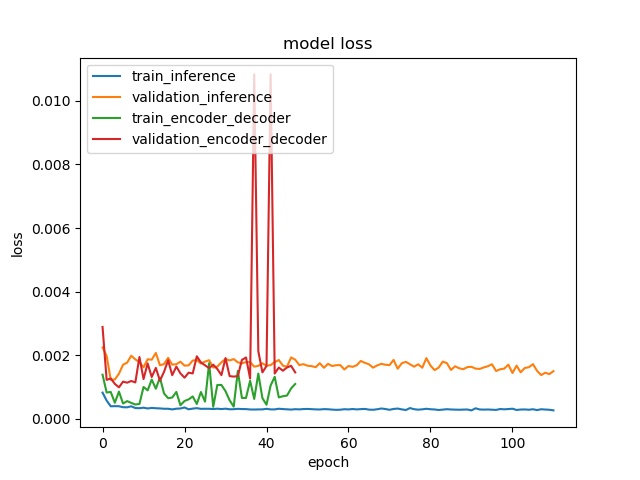 model loss
train_inference
validation_inference
train_encoder_decoder
validation_encoder_decoder
0.010
0.008
0.006
0.004
0.002
0.000
loss
0 20 40 60 80 100
epoch